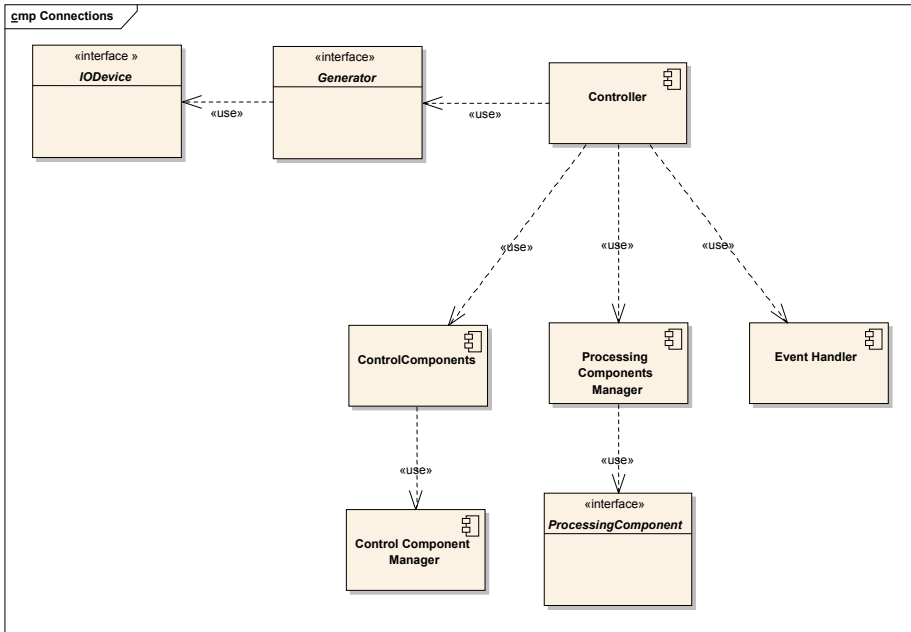 cmp Connections
«interface »
IODevice
«interface»
Generator
Controller
«use»
«use»
«use»
«use»
«use»
ControlComponents
Processing
Components
Manager
Event Handler
«use»
«use»
Control Component
Manager
«interface»
ProcessingComponent